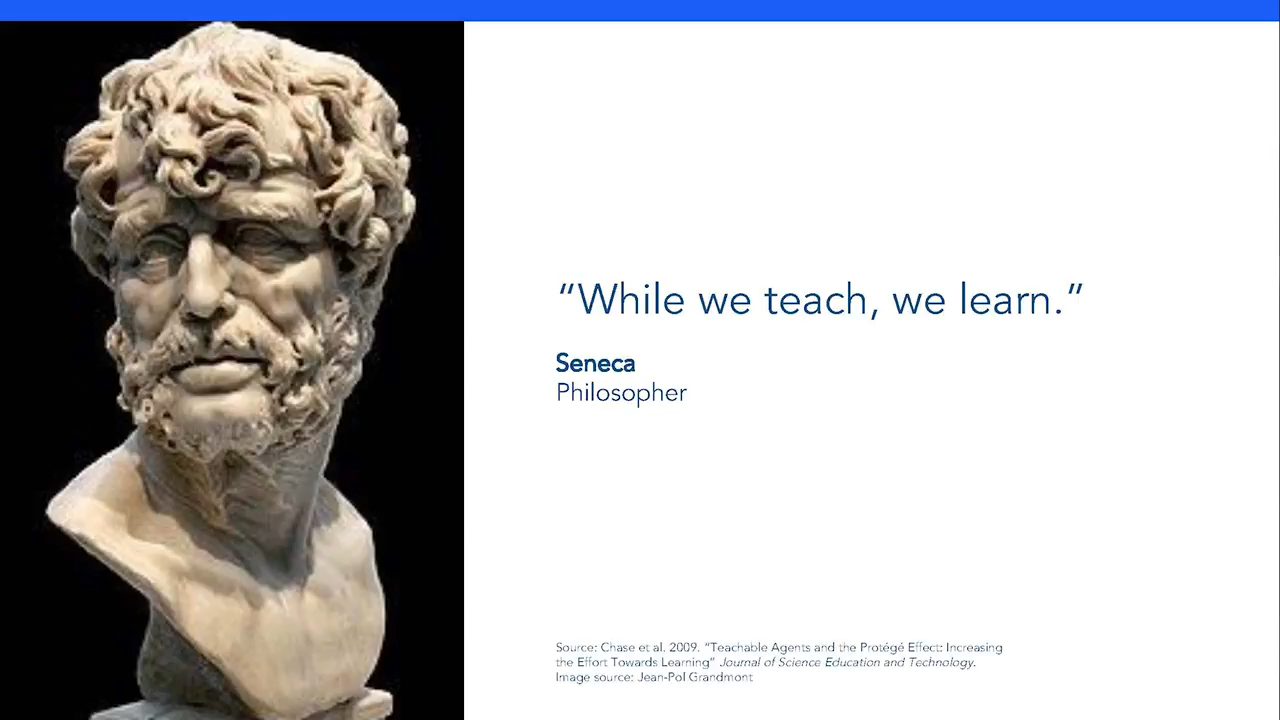 “While we teach, we learn.”
Seneca
Philosopher
Source: Chase et al. 2009. “Teachable Agents and the Protégé Effect: Increasing
the Effort Towards Learning” Journal of Science Education and Technology.
Image source: Jean-Pol Grandmont